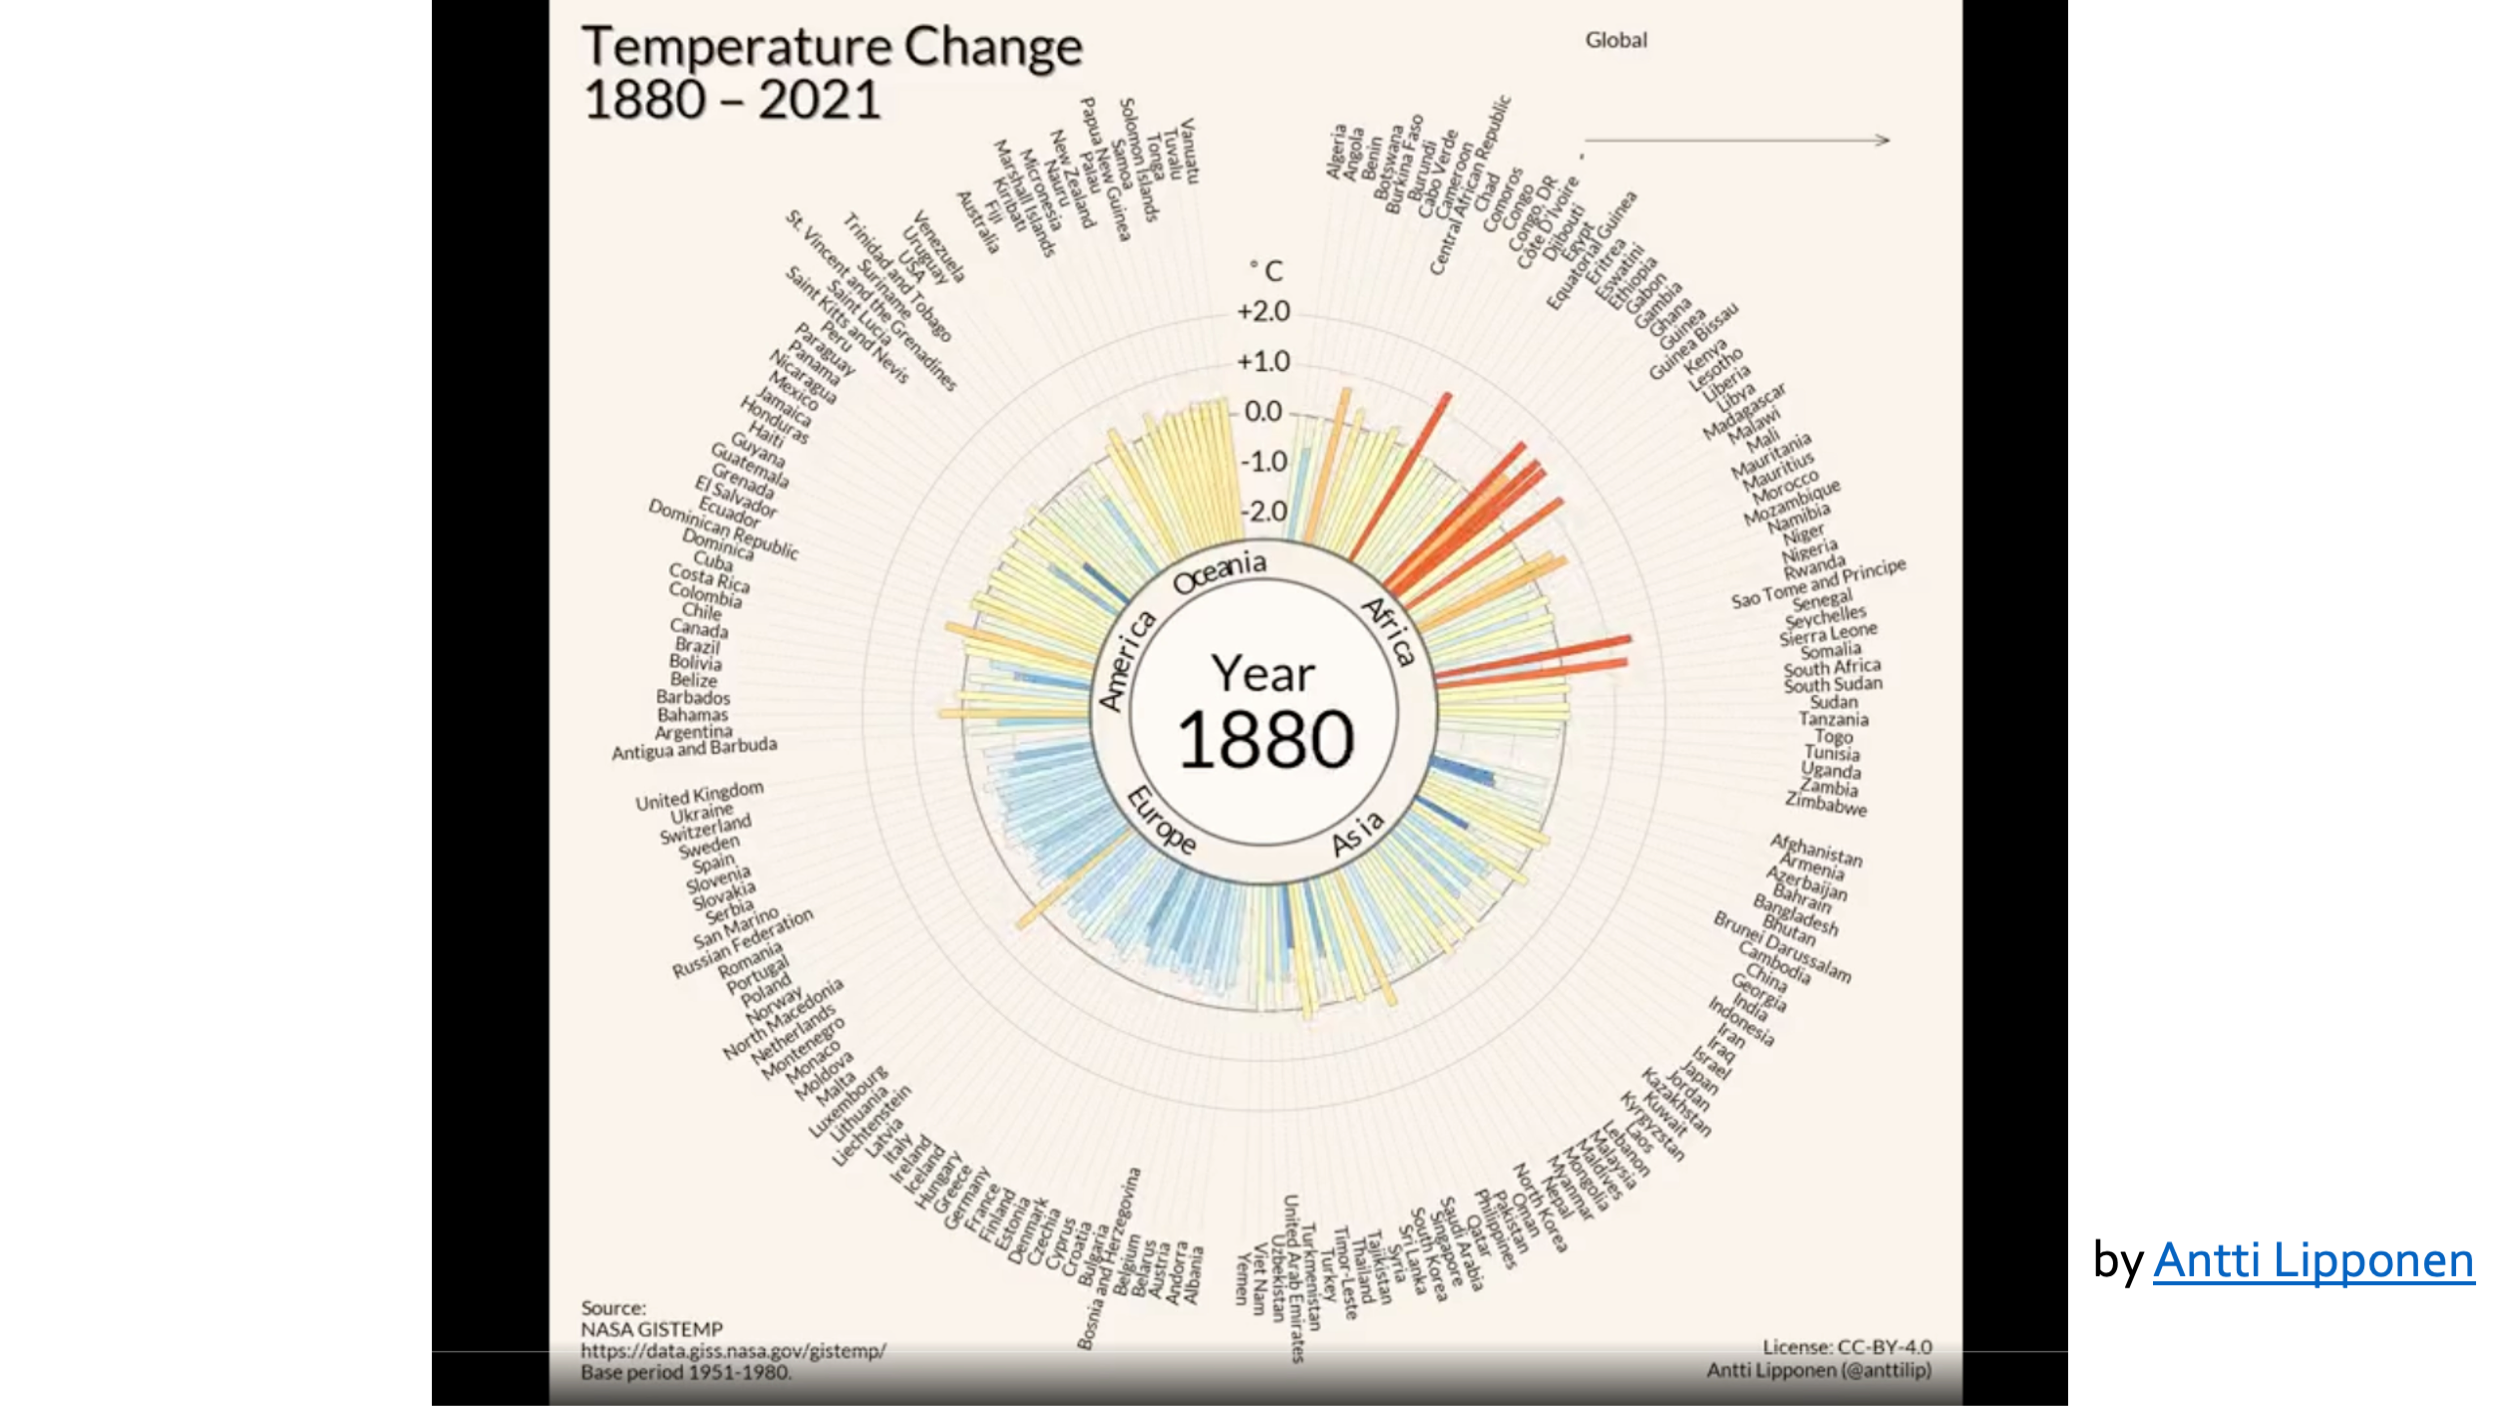 Temperature Change
1880 – 2021
Global
Vanuatu
Tuvalu
Tonga
Solomon Islands
Samoa
Papua New Guinea
Palau
New Zealand
Nauru
Micronesia
Marshall Islands
Kiribati
Fiji
Australia
Algeria
Angola
Benin
Botswana
Burkina Faso
Burundi
Cabo Verde
Cameroon
Central African Republic
Chad
Comoros
Congo
Congo, DR
Côte D'Ivoire
Djibouti
Egypt
Equatorial Guinea
Eritrea
Eswatini
Ethiopia
Gabon
Gambia
Ghana
Guinea
Guinea Bissau
Kenya
Lesotho
Liberia
Libya
Madagascar
Malawi
Mali
Mauritania
Mauritius
Morocco
Mozambique
Namibia
Niger
Nigeria
Rwanda
Sao Tome and Principe
Senegal
Seychelles
Sierra Leone
Somalia
South Africa
South Sudan
Sudan
Tanzania
Togo
Tunisia
Uganda
Zambia
Zimbabwe
Afghanistan
Armenia
Azerbaijan
Bahrain
Bangladesh
Bhutan
Brunei Darussalam
Cambodia
China
Georgia
India
Indonesia
Iran
Iraq
Israel
Japan
Jordan
Kazakhstan
Kuwait
Kyrgyzstan
Laos
Lebanon
Malaysia
Maldives
Mongolia
Myanmar
Nepal
North Korea
Oman
Pakistan
Philippines
Qatar
Saudi Arabia
Singapore
South Korea
Sri Lanka
Syria
Tajikistan
Thailand
Timor-Leste
Turkey
Turkmenistan
United Arab Emirates
Uzbekistan
Viet Nam
Yemen
Albania
Andorra
Austria
Belarus
Belgium
Bosnia and Herzegovina
Bulgaria
Croatia
Cyprus
Czechia
Denmark
Estonia
Finland
France
Germany
Greece
Hungary
Iceland
Ireland
Italy
Latvia
Liechtenstein
Lithuania
Luxembourg
Malta
Moldova
Monaco
Montenegro
Netherlands
North Macedonia
Norway
Poland
Portugal
Romania
Russian Federation
San Marino
Serbia
Slovakia
Slovenia
Spain
Sweden
Switzerland
Ukraine
United Kingdom
Antigua and Barbuda
Argentina
Bahamas
Barbados
Belize
Bolivia
Brazil
Canada
Chile
Colombia
Costa Rica
Cuba
Dominica
Dominican Republic
Ecuador
El Salvador
Grenada
Guatemala
Guyana
Haiti
Honduras
Jamaica
Mexico
Nicaragua
Panama
Paraguay
Peru
Saint Kitts and Nevis
Saint Lucia
St. Vincent and the Grenadines
Suriname
Trinidad and Tobago
USA
Uruguay
Venezuela
° C
+2.0
+1.0
0.0
-1.0
-2.0
Oceania
Africa
Asia
Europe
America
Year
1880
by Antti Lipponen
Source:
NASA GISTEMP
https://data.giss.nasa.gov/gistemp/
Base period 1951-1980.
License: CC-BY-4.0
Antti Lipponen (@anttilip)